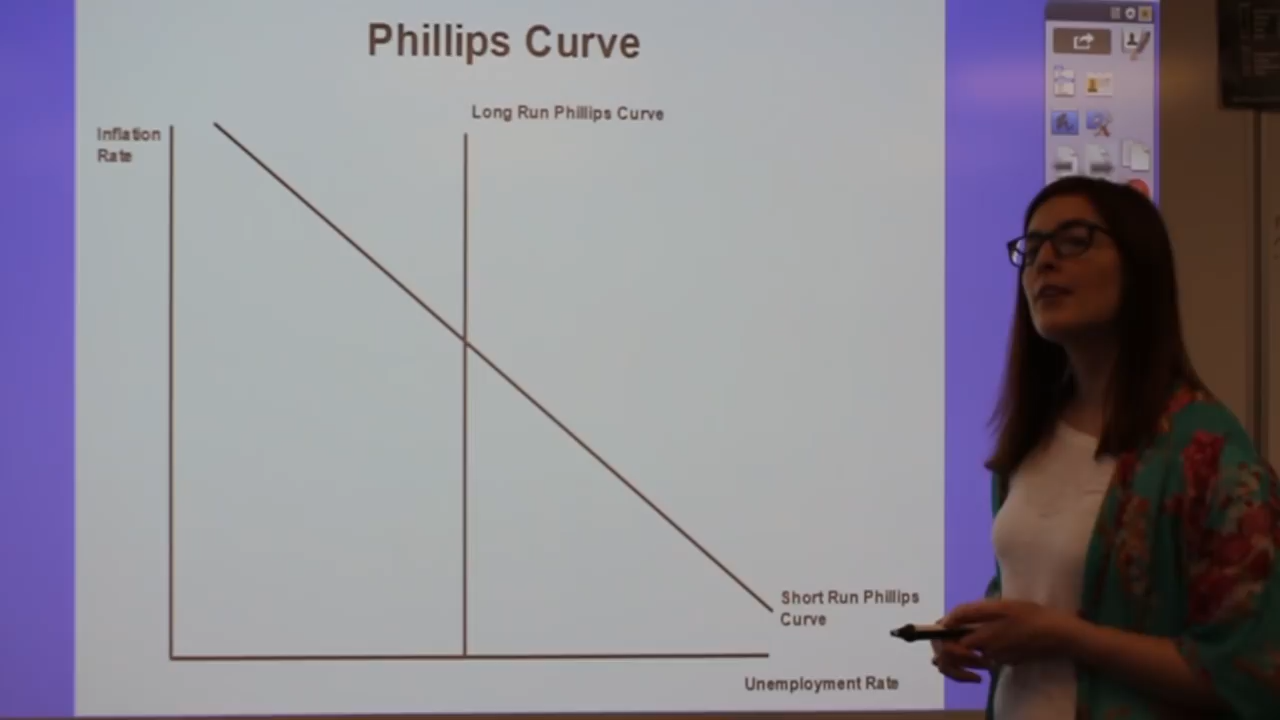 Phillips Curve
Long Run Phillips Curve
Inflation
Rate
Short Run Phillips
Curve
Unemployment Rate